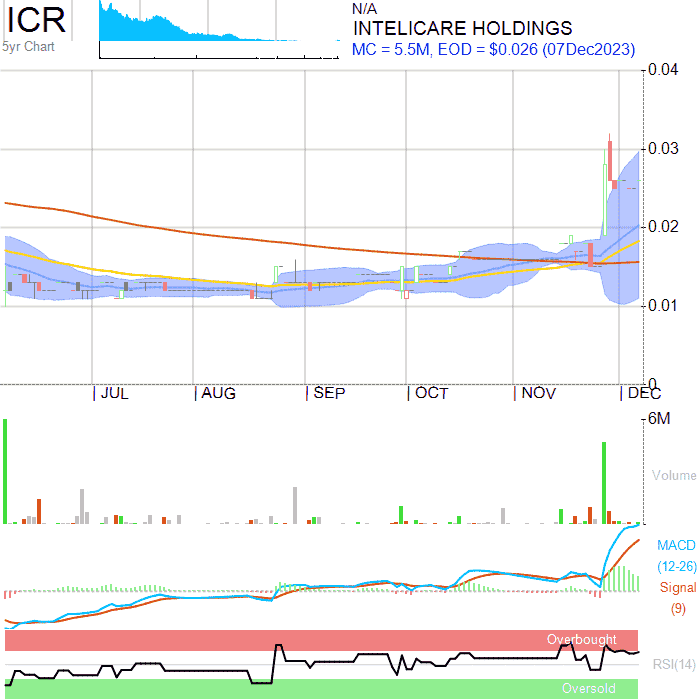 ICR
5yr Chart
N/A
INTELICARE HOLDINGS
MC = 5.5M, EOD = $0.026 (07Dec2023)
0.04
0.03
0.02
0.01
0
JUL AUG SEP OCT NOV DEC
6M
Volume
MACD
(12-26)
Signal
(9)
Overbought
RSI(14)
Oversold